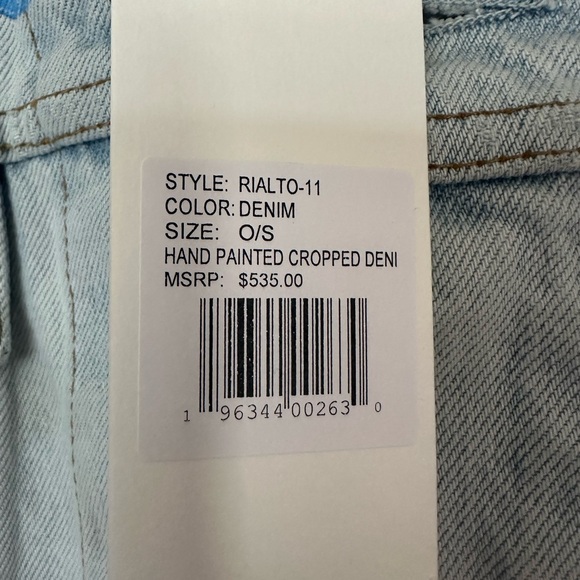 STYLE: RIALTO-11
COLOR: DENIM
SIZE: O/S
HAND PAINTED CROPPED DENI
MSRP: $535.00
1 96344 00263 0